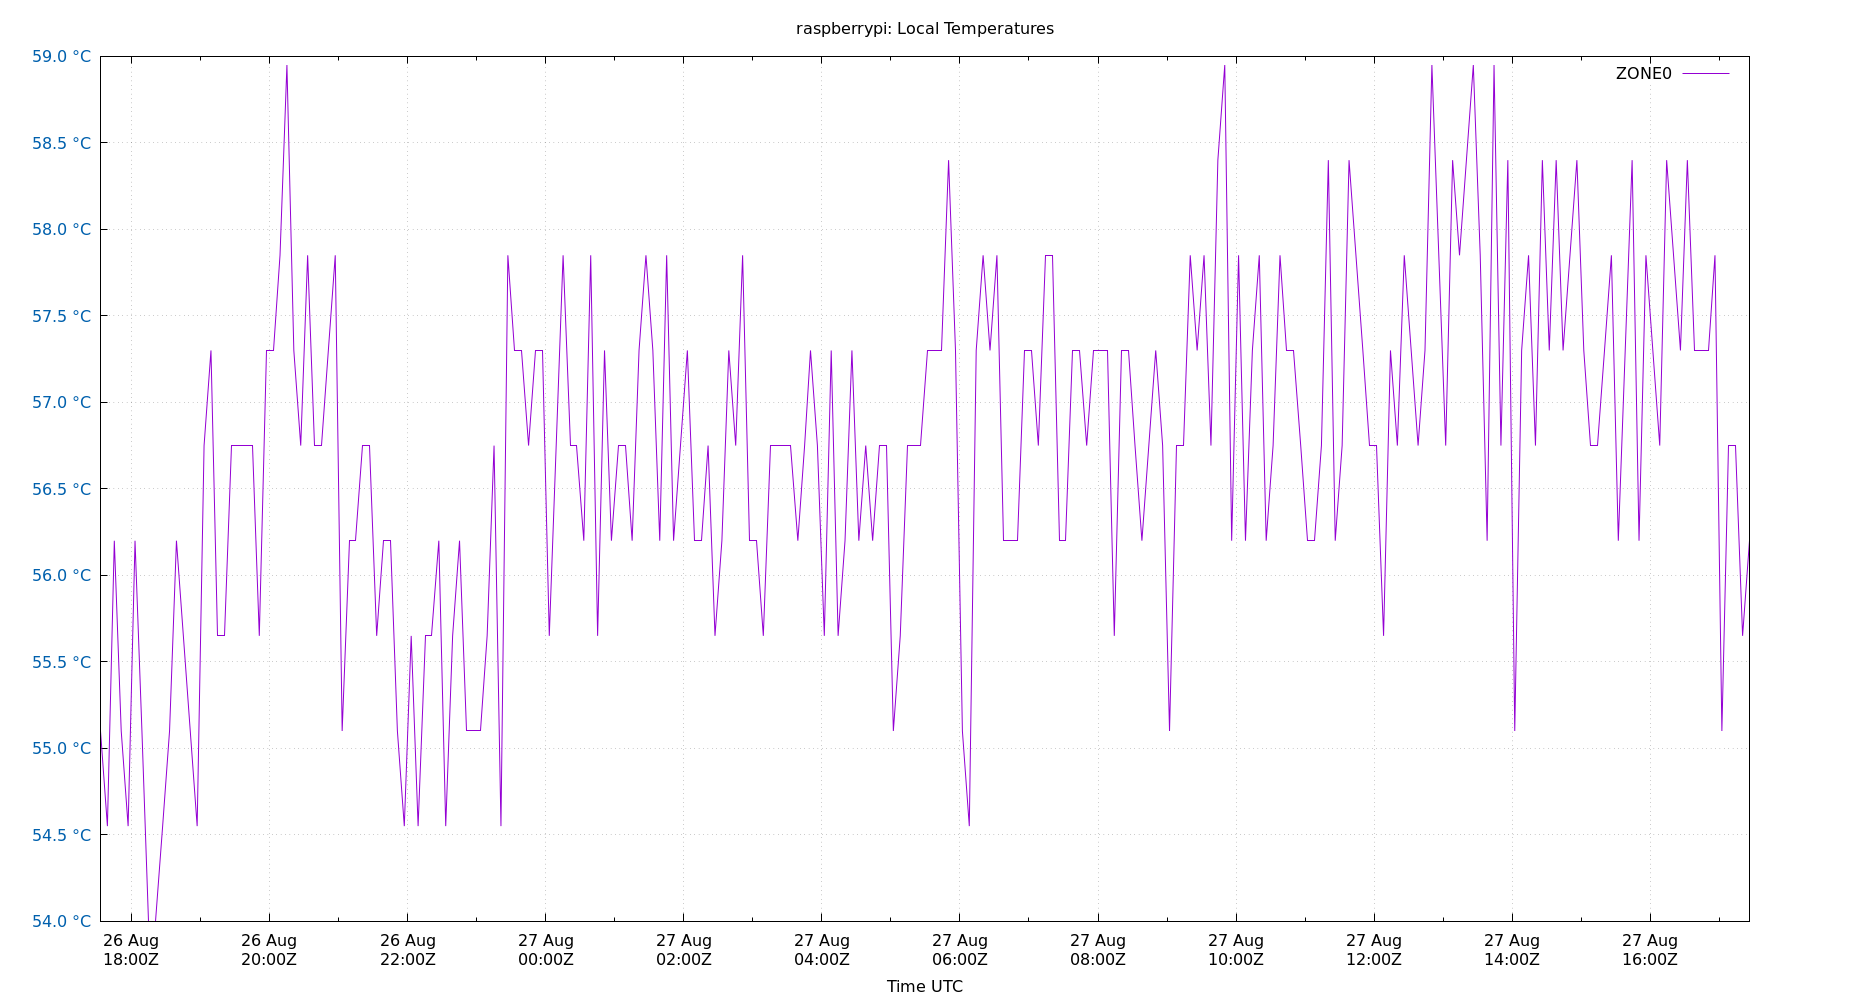 raspberrypi: Local Temperatures
59.0 °C
ZONE0
58.5 °C
58.0 °C
57.5 °C
57.0 °C
56.5 °C
56.0 °C
55.5 °C
55.0 °C
54.5 °C
54.0 °C
26 Aug 26 Aug 26 Aug 27 Aug 27 Aug 27 Aug 27 Aug 27 Aug 27 Aug 27 Aug 27 Aug 27 Aug
18:00Z 20:00Z 22:00Z 00:00Z 02:00Z 04:00Z 06:00Z 08:00Z 10:00Z 12:00Z 14:00Z 16:00Z
Time UTC